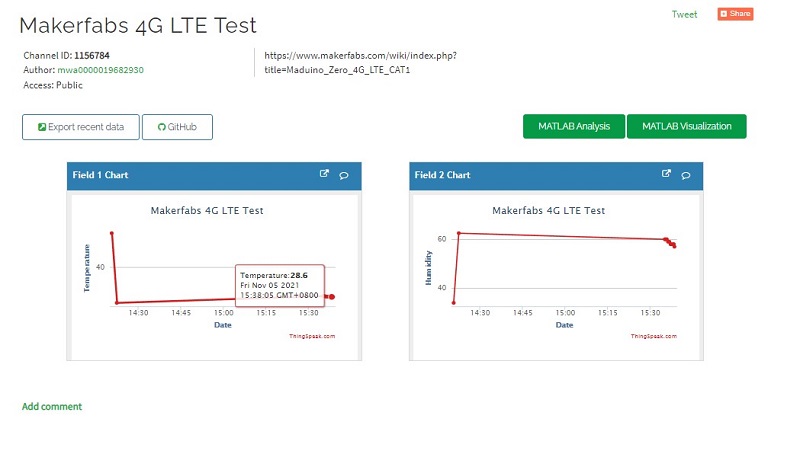 Makerfabs 4G LTE Test
Tweet
Share
Channel ID: 1156784
Author: mwa0000019682930
Access: Public
https://www.makerfabs.com/wiki/index.php?
title=Maduino_Zero_4G_LTE_CAT1
Export recent data
GitHub
MATLAB Analysis
MATLAB Visualization
Field 1 Chart
Makerfabs 4G LTE Test
Temperature
40
Temperature:28.6
Fri Nov 05 2021
15:38:05 GMT+0800
14:30 14:45 15:00 15:15 15:30
Date
ThingSpeak.com
Field 2 Chart
Makerfabs 4G LTE Test
Humidity
60
40
14:30 14:45 15:00 15:15 15:30
Date
ThingSpeak.com
Add comment